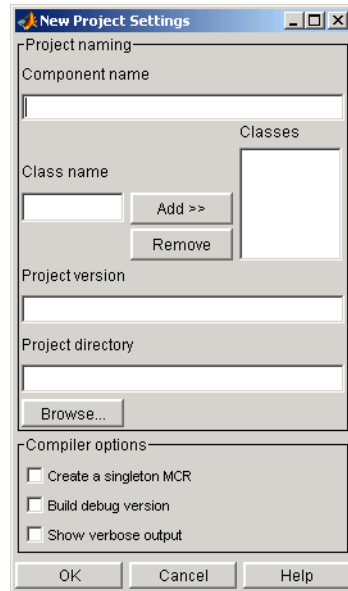 New Project Settings
Project naming
Component name
Classes
Class name
Add >>
Remove
Project version
Project directory
Browse...
Compiler options
Create a singleton MCR
Build debug version
Show verbose output
OK Cancel Help